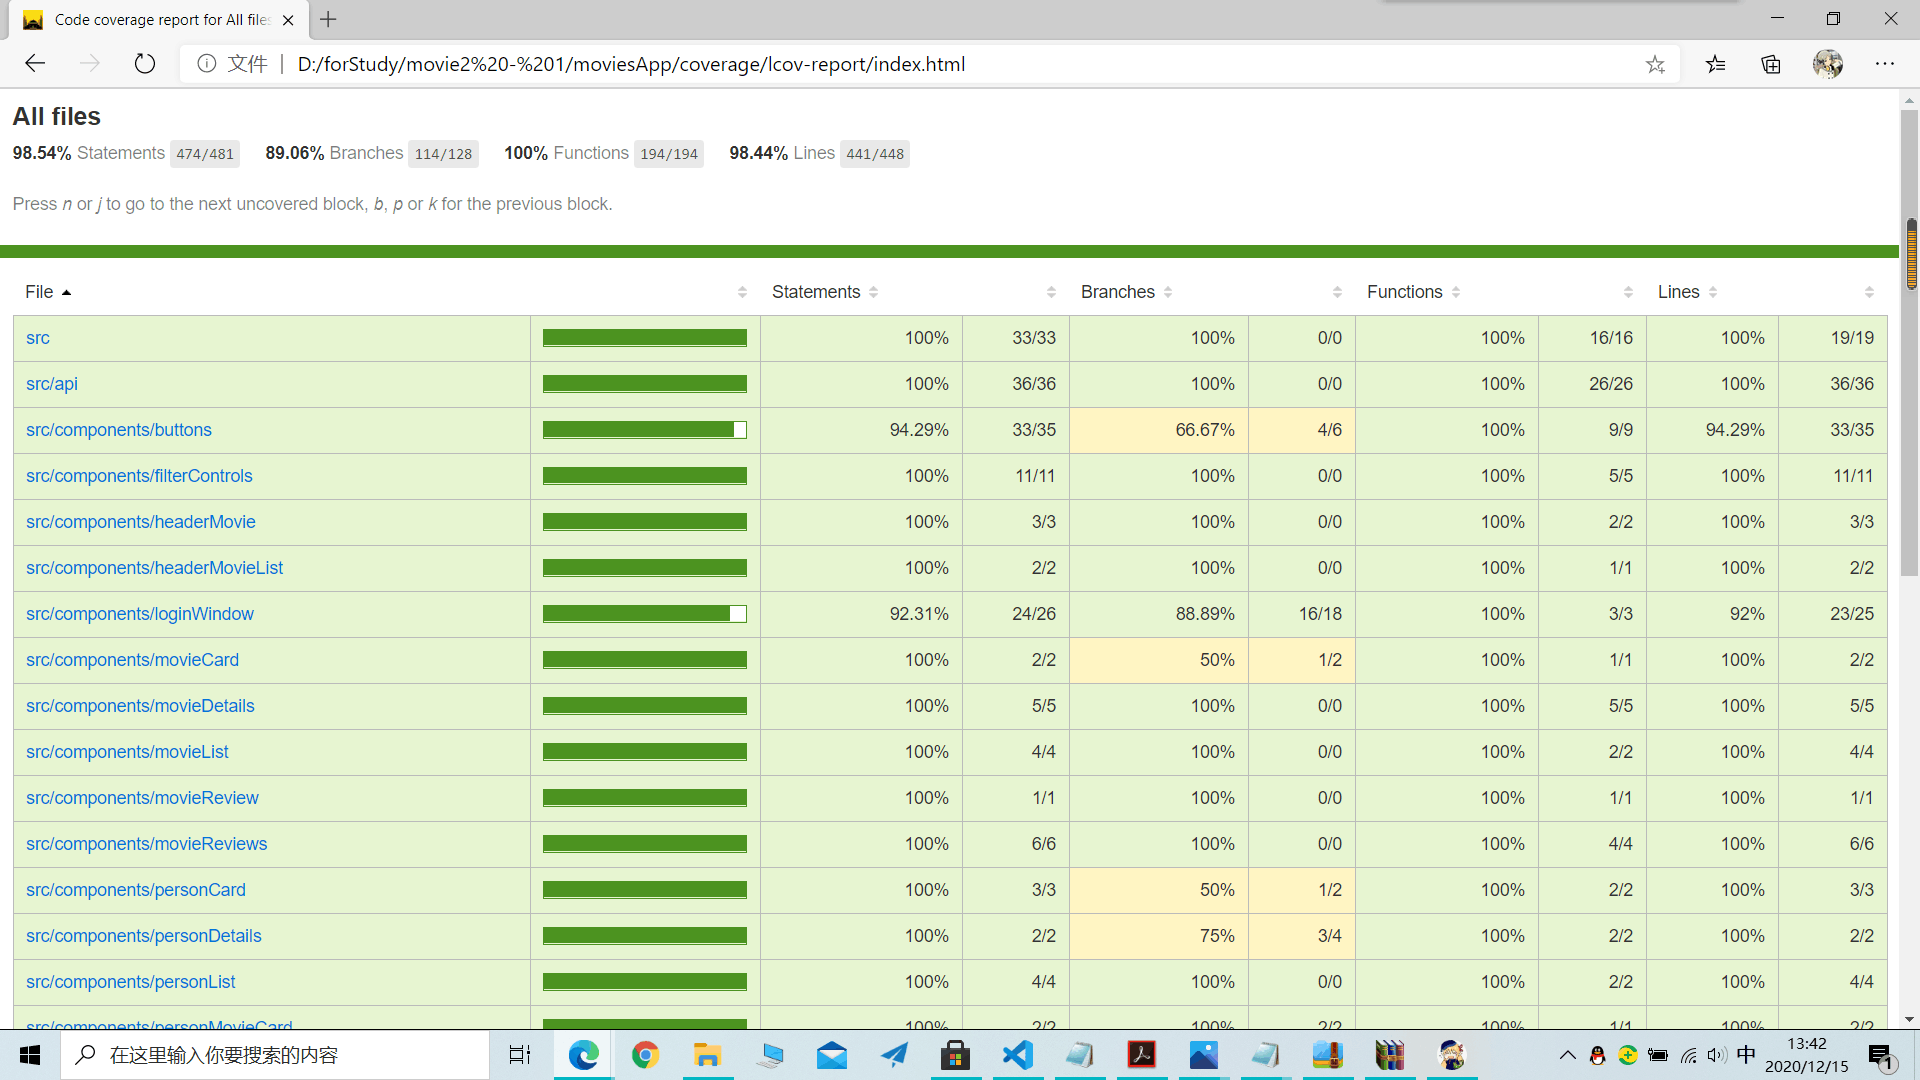 Code coverage report for All files
文件 | D:/forStudy/movie2%20-%201/moviesApp/coverage/lcov-report/index.html
All files
98.54% Statements 474/481 89.06% Branches 114/128 100% Functions 194/194 98.44% Lines 441/448
Press n or j to go to the next uncovered block, b, p or k for the previous block.
File Statements Branches Functions Lines
src 100% 33/33 100% 0/0 100% 16/16 100% 19/19
src/api 100% 36/36 100% 0/0 100% 26/26 100% 36/36
src/components/buttons 94.29% 33/35 66.67% 4/6 100% 9/9 94.29% 33/35
src/components/filterControls 100% 11/11 100% 0/0 100% 5/5 100% 11/11
src/components/headerMovie 100% 3/3 100% 0/0 100% 2/2 100% 3/3
src/components/headerMovieList 100% 2/2 100% 0/0 100% 1/1 100% 2/2
src/components/loginWindow 92.31% 24/26 88.89% 16/18 100% 3/3 92% 23/25
src/components/movieCard 100% 2/2 50% 1/2 100% 1/1 100% 2/2
src/components/movieDetails 100% 5/5 100% 0/0 100% 5/5 100% 5/5
src/components/movieList 100% 4/4 100% 0/0 100% 2/2 100% 4/4
src/components/movieReview 100% 1/1 100% 0/0 100% 1/1 100% 1/1
src/components/movieReviews 100% 6/6 100% 0/0 100% 4/4 100% 6/6
src/components/personCard 100% 3/3 50% 1/2 100% 2/2 100% 3/3
src/components/personDetails 100% 2/2 75% 3/4 100% 2/2 100% 2/2
src/components/personList 100% 4/4 100% 0/0 100% 2/2 100% 4/4
src/components/personMovieCard 100% 2/2 100% 2/2 100% 1/1 100% 2/2
在这里输入你要搜索的内容
中
13:42
2020/12/15
1